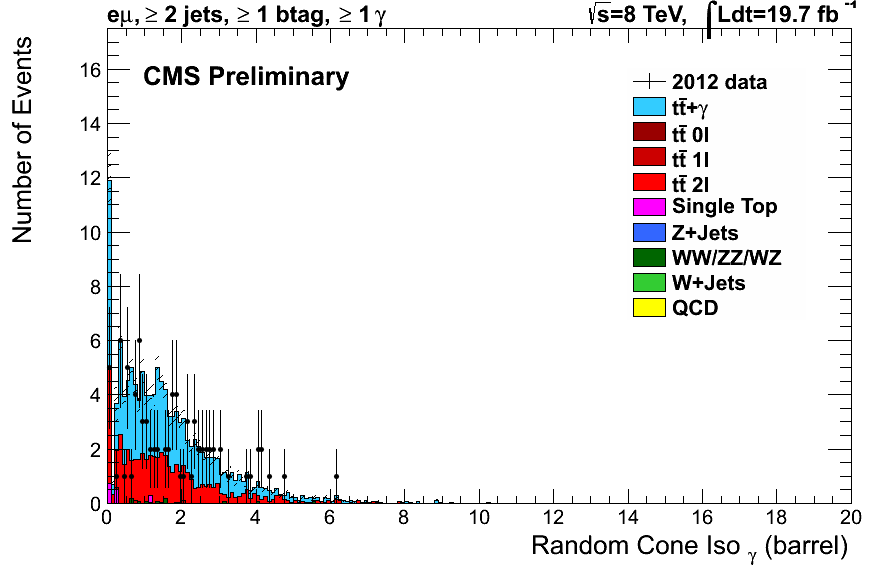 eμ, ≥ 2 jets, ≥ 1 btag, ≥ 1 γ
√s=8 TeV, ∫Ldt=19.7 fb⁻¹
CMS Preliminary
Number of Events
16
14
12
10
8
6
4
2
0
2012 data
tt̄+γ
tt̄ 0l
tt̄ 1l
tt̄ 2l
Single Top
Z+Jets
WW/ZZ/WZ
W+Jets
QCD
0 2 4 6 8 10 12 14 16 18 20
Random Cone Iso γ (barrel)